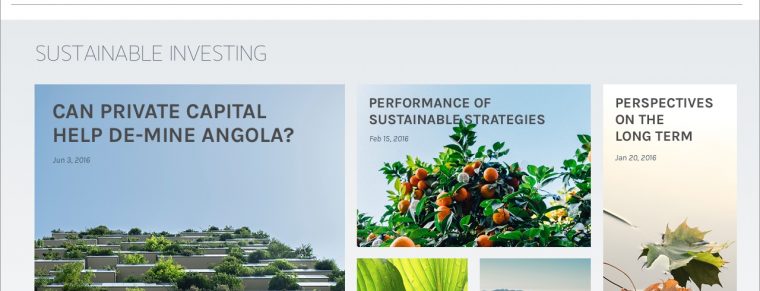 SUSTAINABLE INVESTING
CAN PRIVATE CAPITAL
HELP DE-MINE ANGOLA?
Jun 3, 2016
PERFORMANCE OF
SUSTAINABLE STRATEGIES
Feb 15, 2016
PERSPECTIVES
ON THE
LONG TERM
Jan 20, 2016